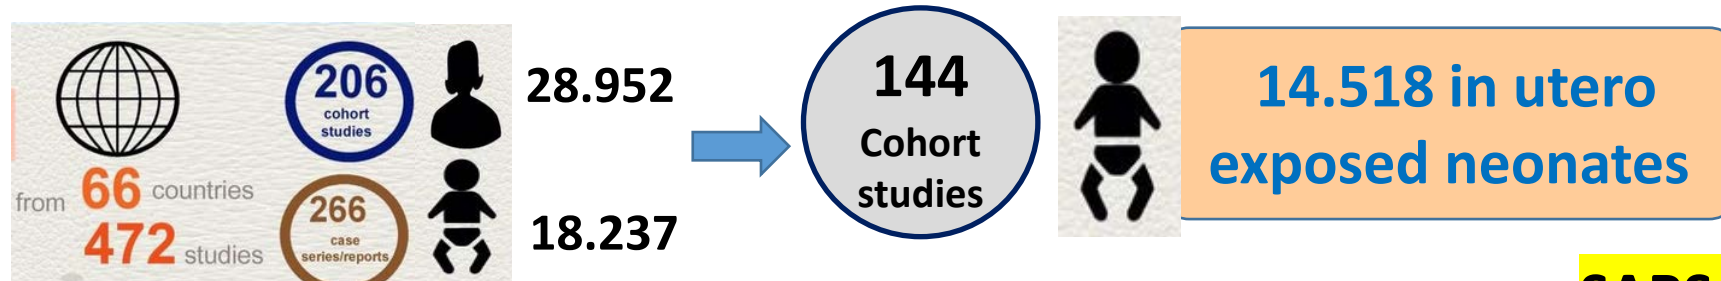 206
cohort
studies
28.952
from 66 countries
472 studies
266
case
series/reports
18.237
144
Cohort
studies
14.518 in utero
exposed neonates